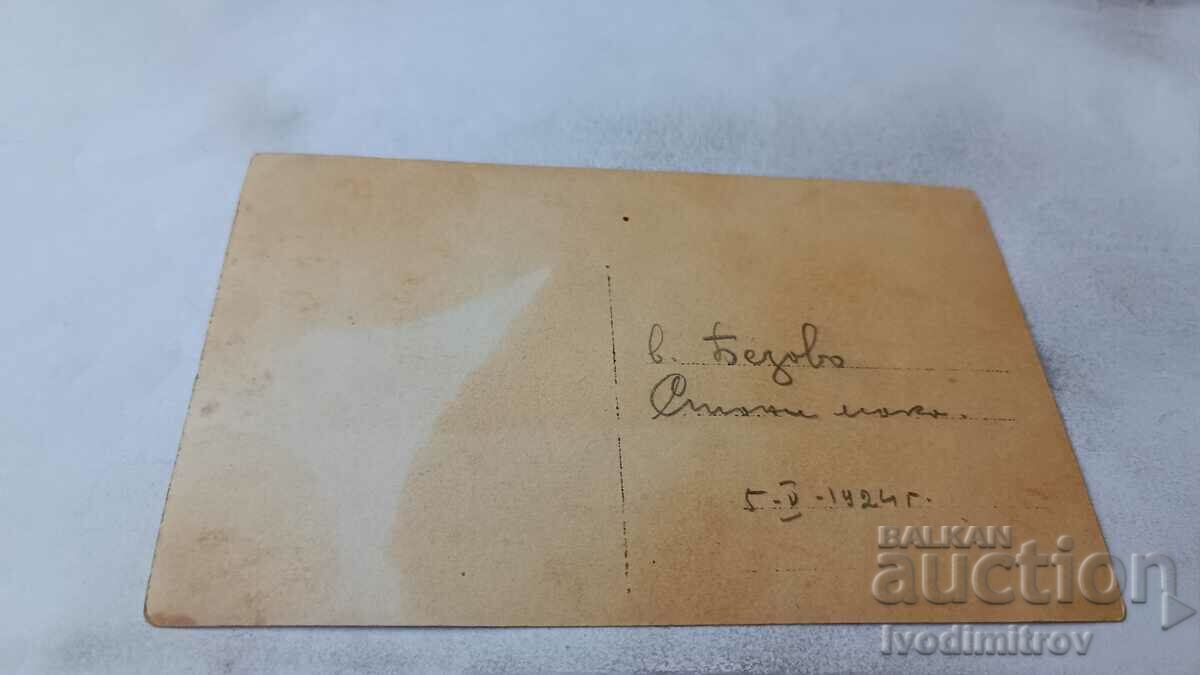 в. Безово
5-V-1924 г.
BALKAN
auction
Ivodimitrov